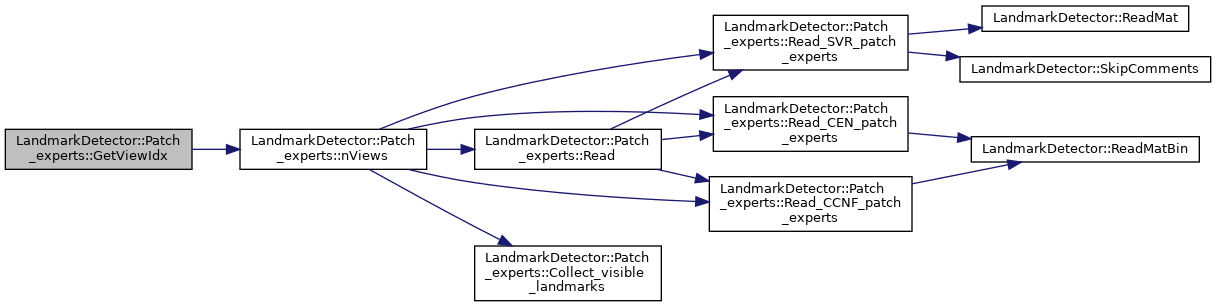 LandmarkDetector::Patch
_experts::GetViewIdx
LandmarkDetector::Patch
_experts::nViews
LandmarkDetector::Patch
_experts::Read
LandmarkDetector::Patch
_experts::Collect_visible
_landmarks
LandmarkDetector::Patch
_experts::Read_SVR_patch
_experts
LandmarkDetector::Patch
_experts::Read_CEN_patch
_experts
LandmarkDetector::Patch
_experts::Read_CCNF_patch
_experts
LandmarkDetector::ReadMat
LandmarkDetector::SkipComments
LandmarkDetector::ReadMatBin